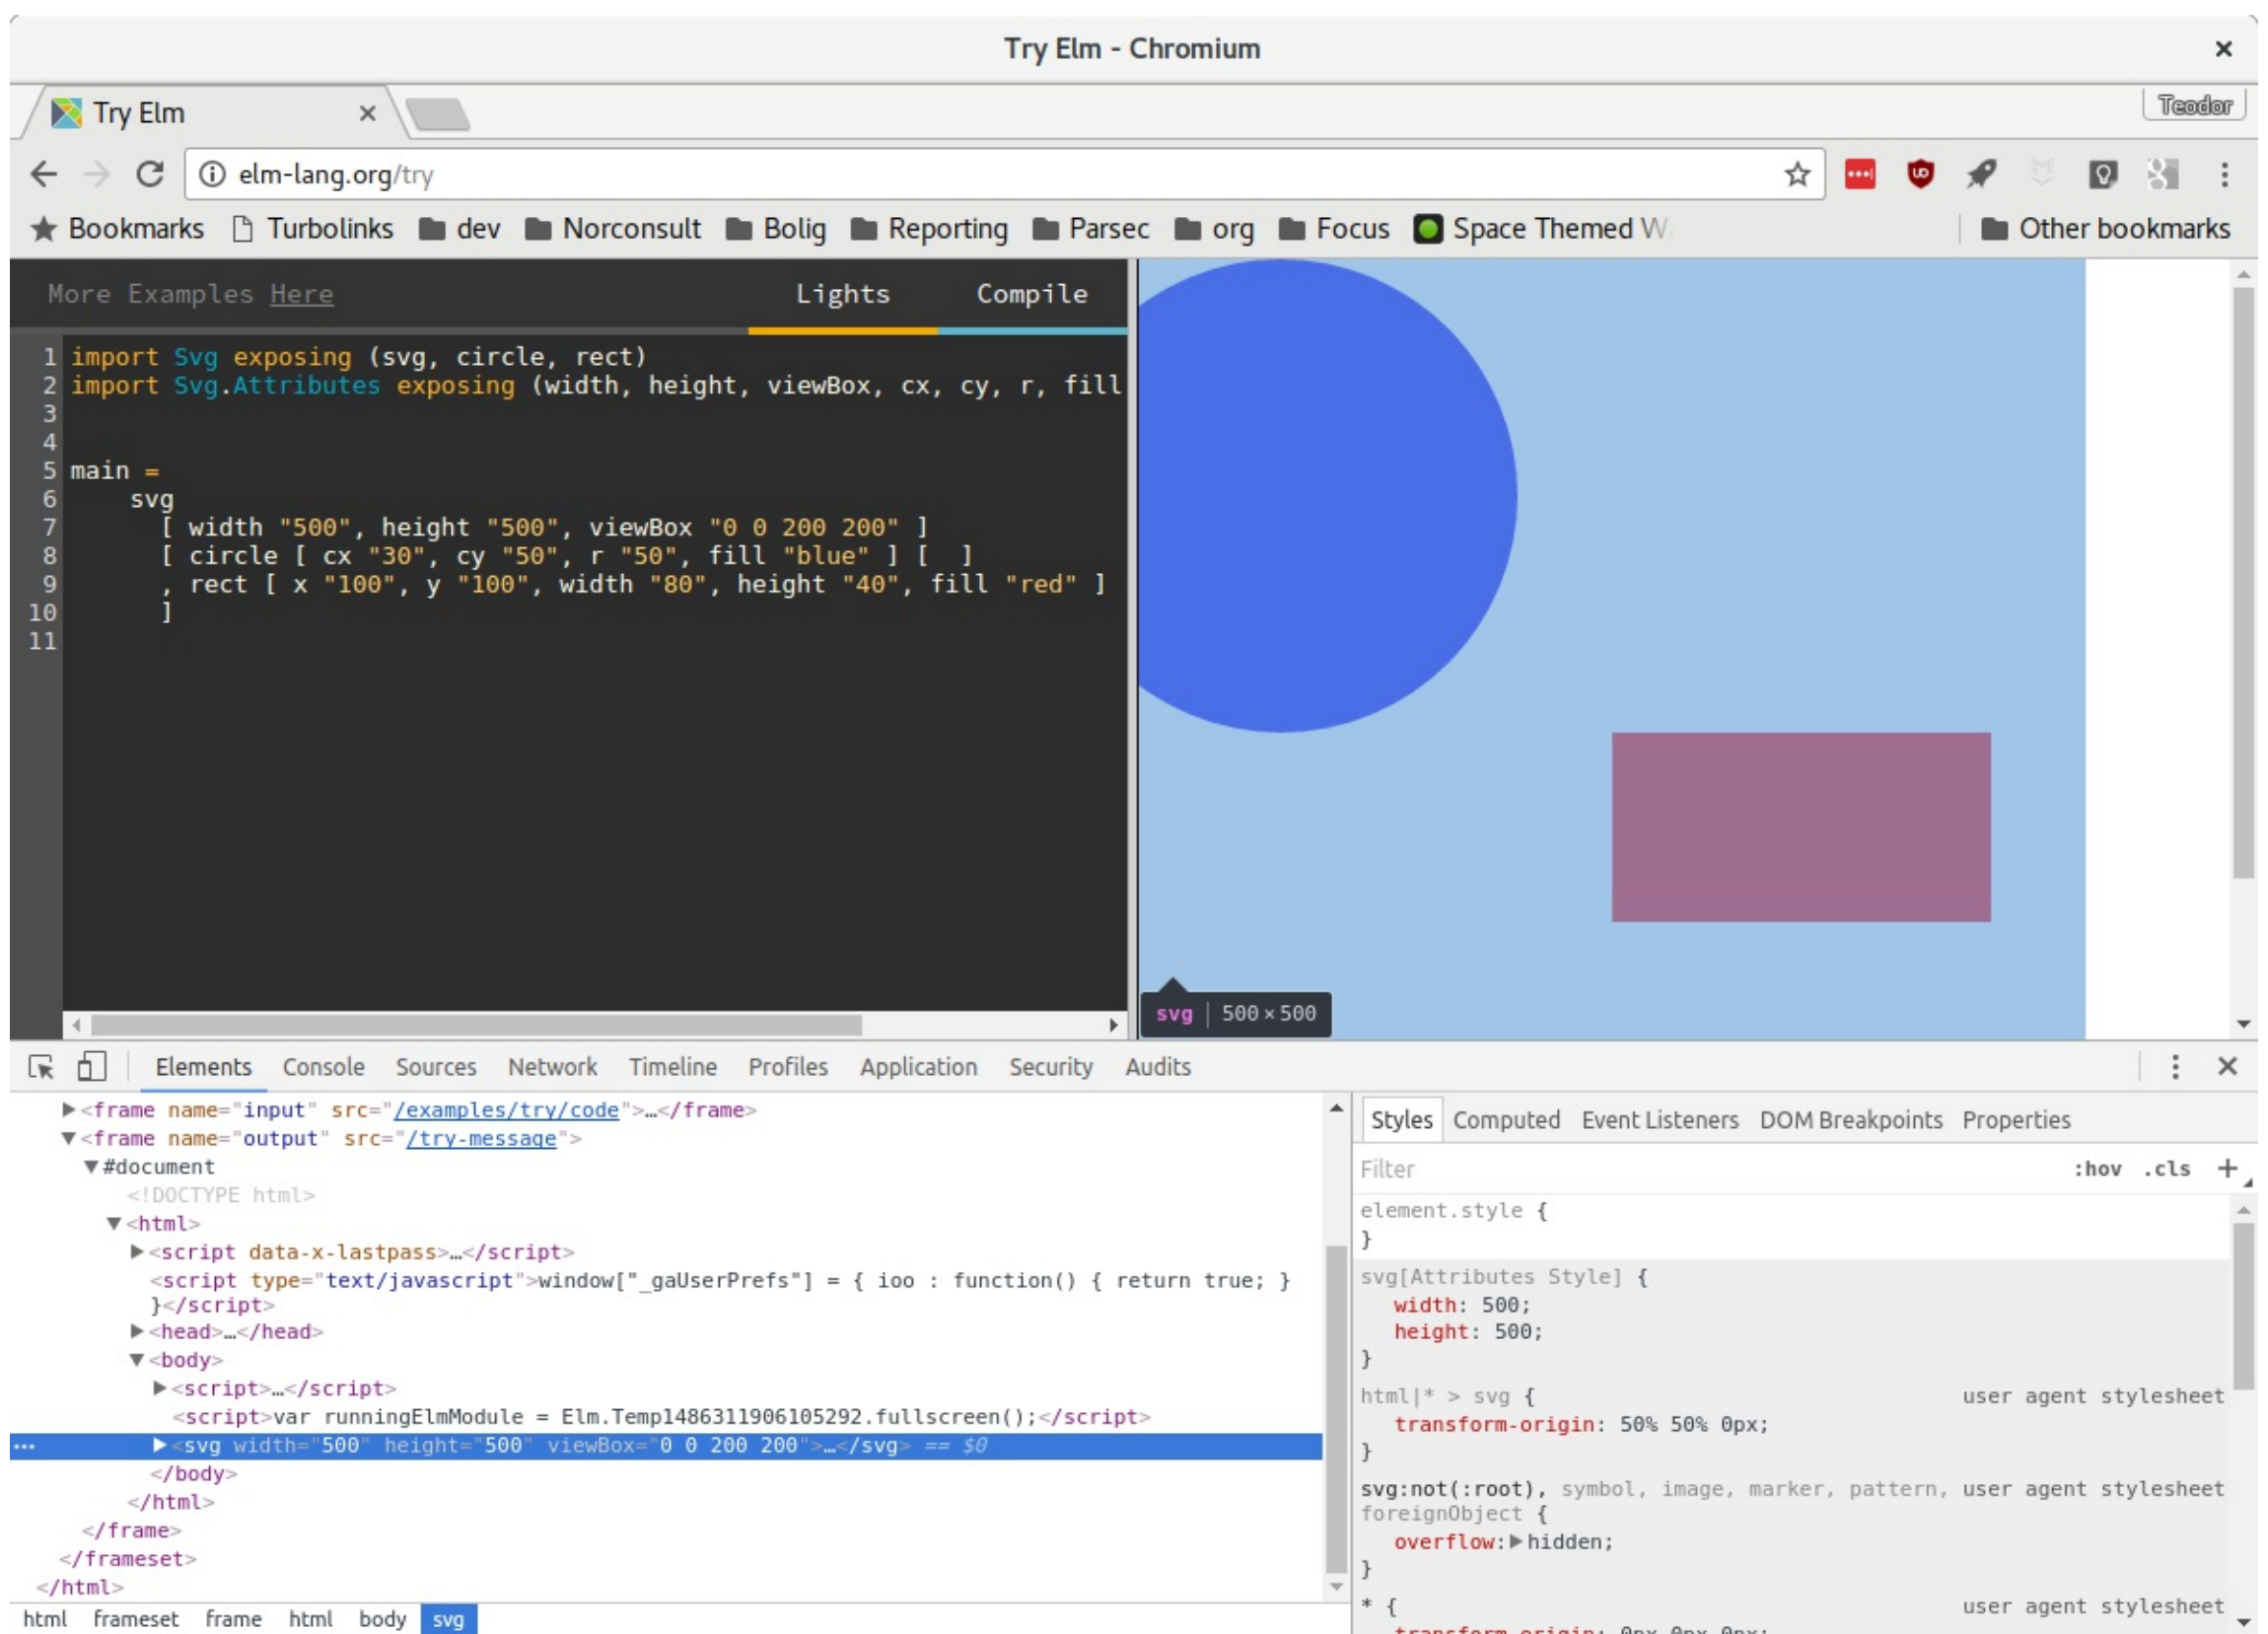 Try Elm - Chromium
Try Elm
Teodor
elm-lang.org/try
Bookmarks Turbolinks dev Norconsult Bolig Reporting Parsec org Focus Space Themed Other bookmarks
More Examples Here Lights Compile
1 import Svg exposing (svg, circle, rect)
2 import Svg.Attributes exposing (width, height, viewBox, cx, cy, r, fill
3
4
5 main =
6 svg
7 [ width "500", height "500", viewBox "0 0 200 200" ]
8 [ circle [ cx "30", cy "50", r "50", fill "blue" ] [  ]
9 , rect [ x "100", y "100", width "80", height "40", fill "red" ]
10 ]
11
svg 500 × 500
Elements Console Sources Network Timeline Profiles Application Security Audits
<frame name="input" src="/examples/try/code">…</frame>
<frame name="output" src="/try-message">
#document
<!DOCTYPE html>
<html>
<script data-x-lastpass>…</script>
<script type="text/javascript">window["_gaUserPrefs"] = { ioo : function() { return true; }
}</script>
<head>…</head>
<body>
<script>…</script>
<script>var runningElmModule = Elm.Temp1486311906105292.fullscreen();</script>
... <svg width="500" height="500" viewBox="0 0 200 200">…</svg> == $0
</body>
</html>
</frame>
</frameset>
</html>
html frameset frame html body svg
Styles Computed Event Listeners DOM Breakpoints Properties
Filter :hov .cls +
element.style {
}
svg[Attributes Style] {
width: 500;
height: 500;
}
html|* > svg { user agent stylesheet
transform-origin: 50% 50% 0px;
}
svg:not(:root), symbol, image, marker, pattern, user agent stylesheet
foreignObject {
overflow: hidden;
}
* { user agent stylesheet
transform-origin: 0px 0px 0px;